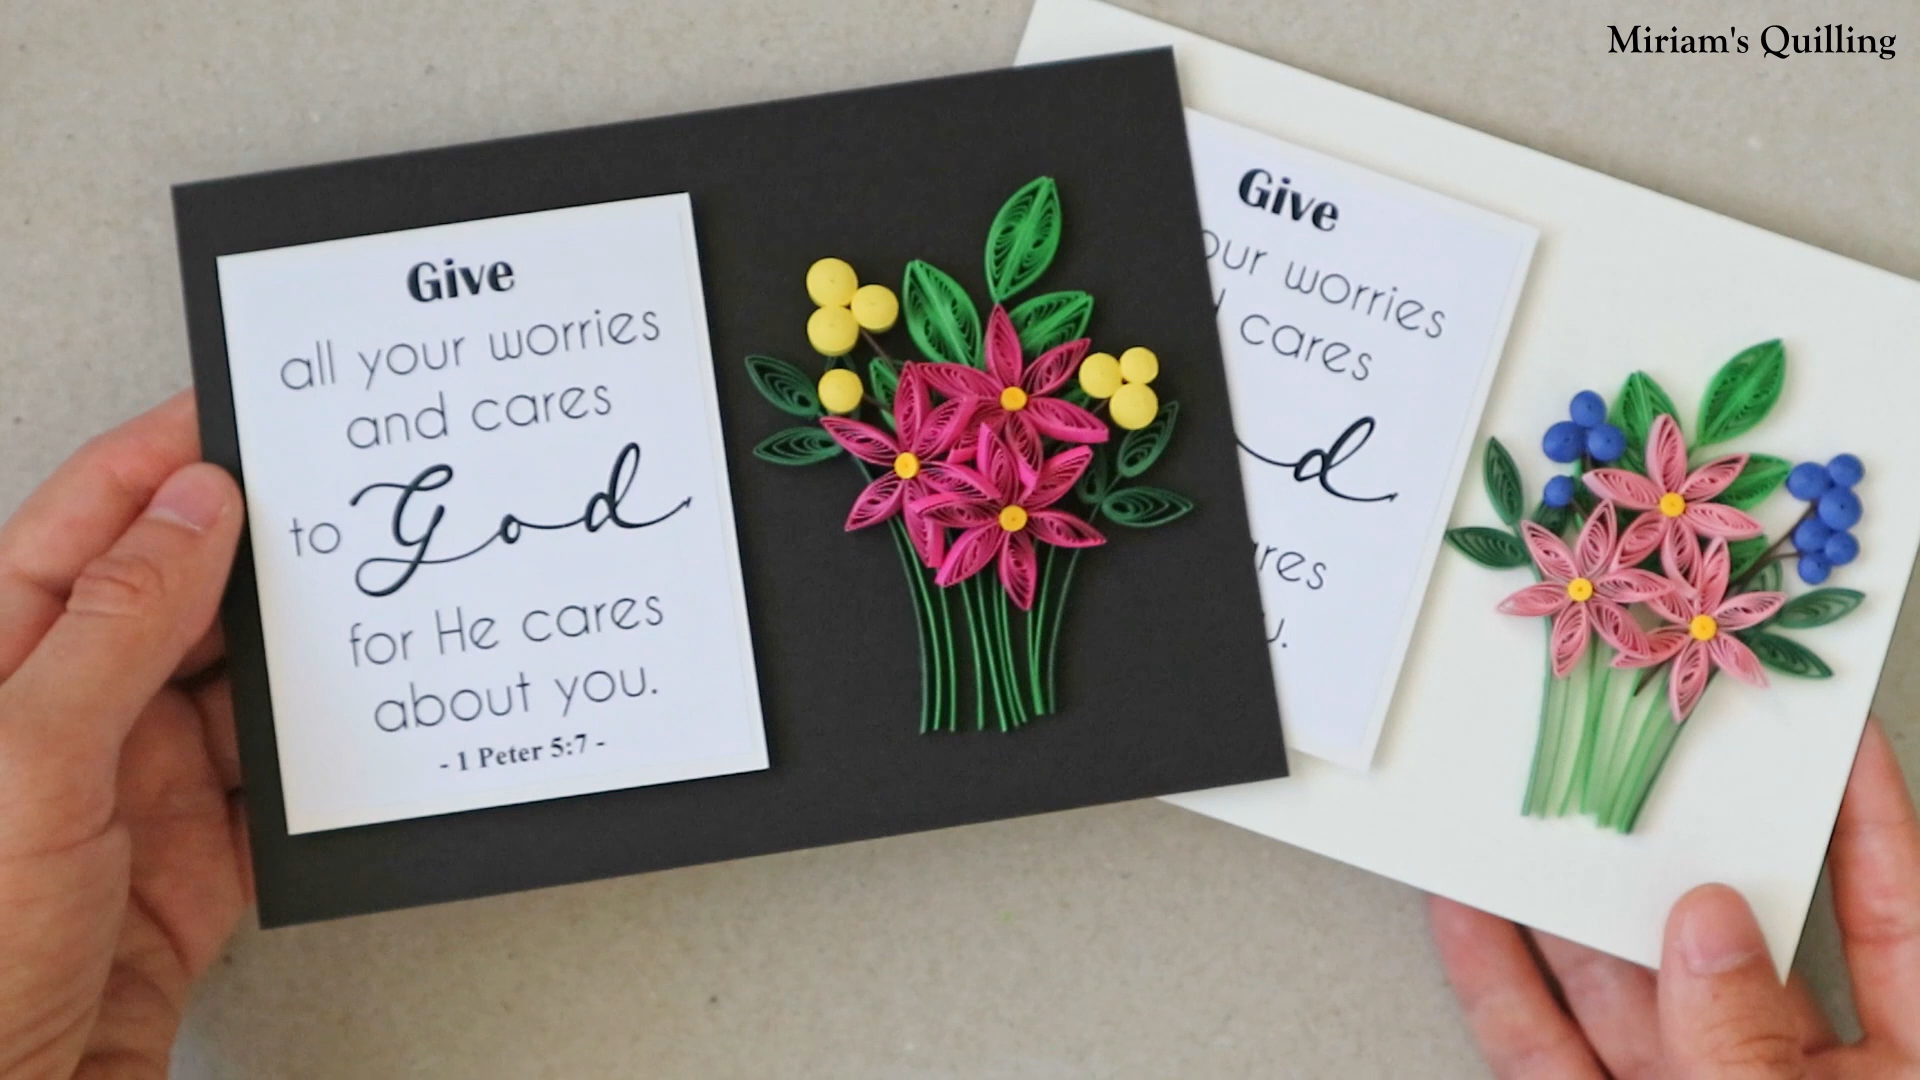 Miriam's Quilling
Give
all your worries
and cares
to God
for He cares
about you.
- 1 Peter 5:7 -
Give
our worries
cares
d
res
u.